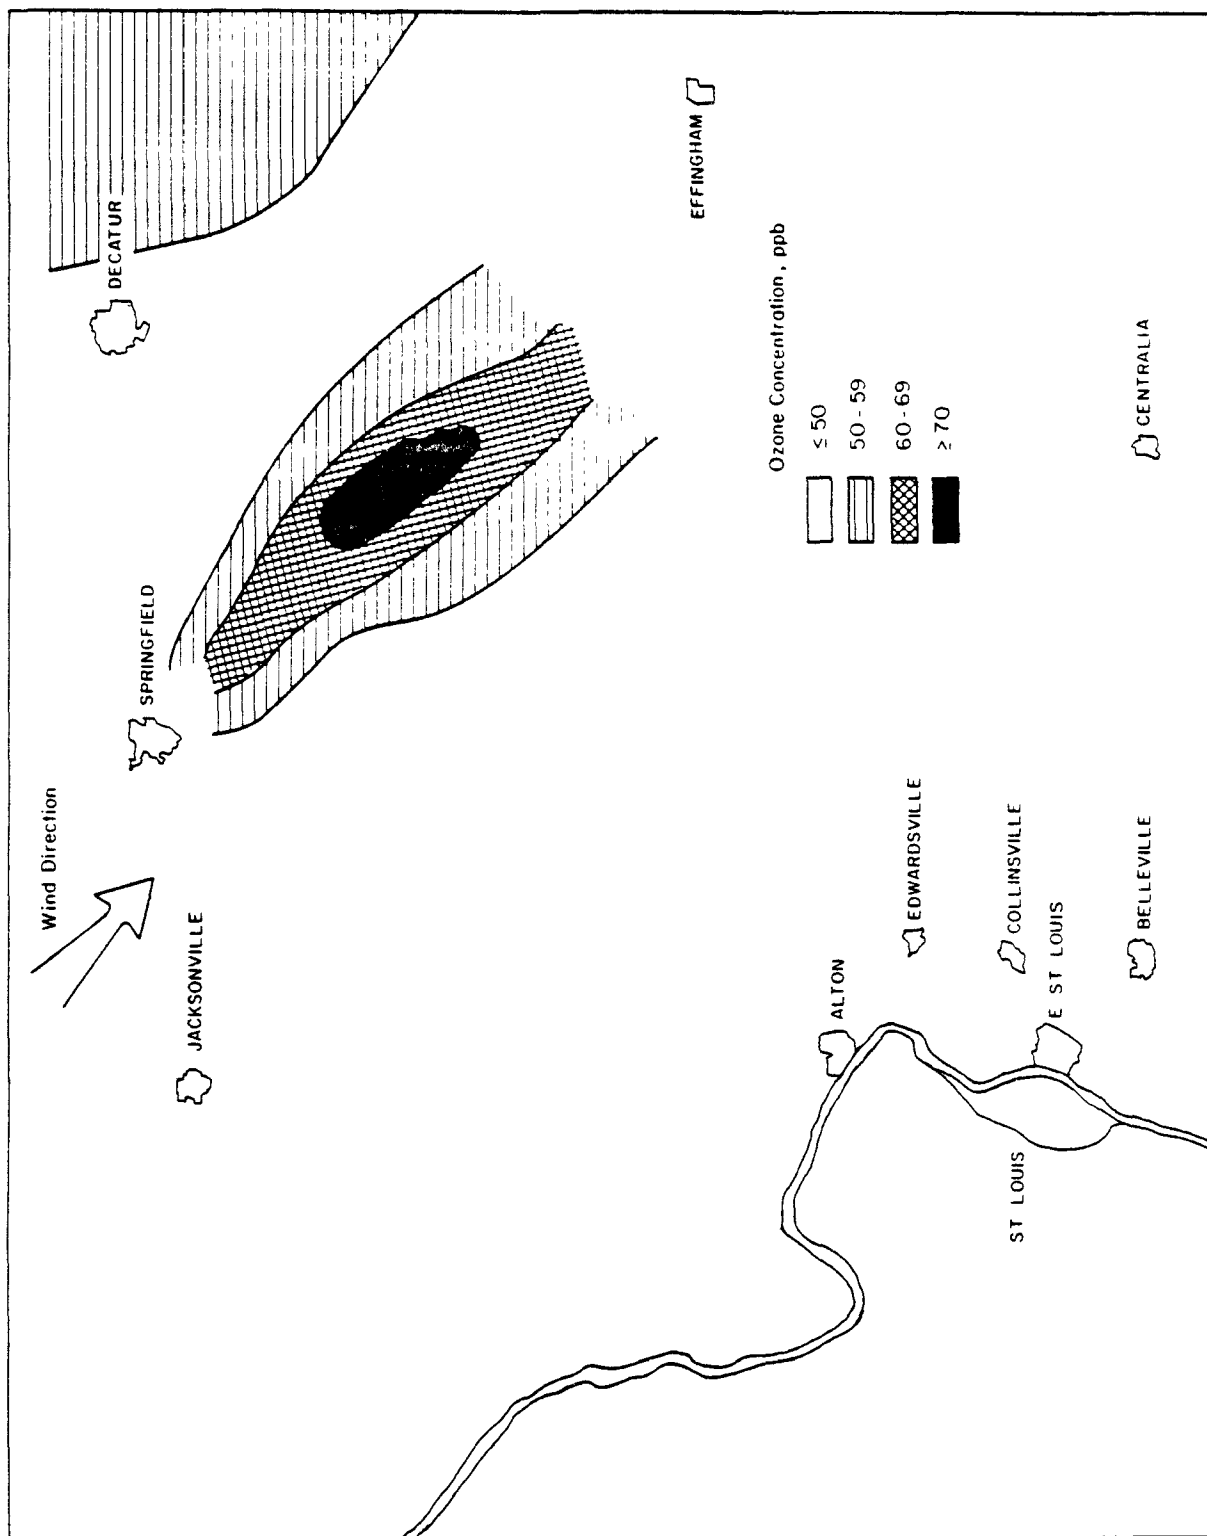 Wind Direction
SPRINGFIELD
DECATUR
JACKSONVILLE
EFFINGHAM
Ozone Concentration, ppb
≤ 50
50 - 59
60 - 69
≥ 70
ALTON
EDWARDSVILLE
COLLINSVILLE
ST LOUIS
E ST LOUIS
BELLEVILLE
CENTRALIA